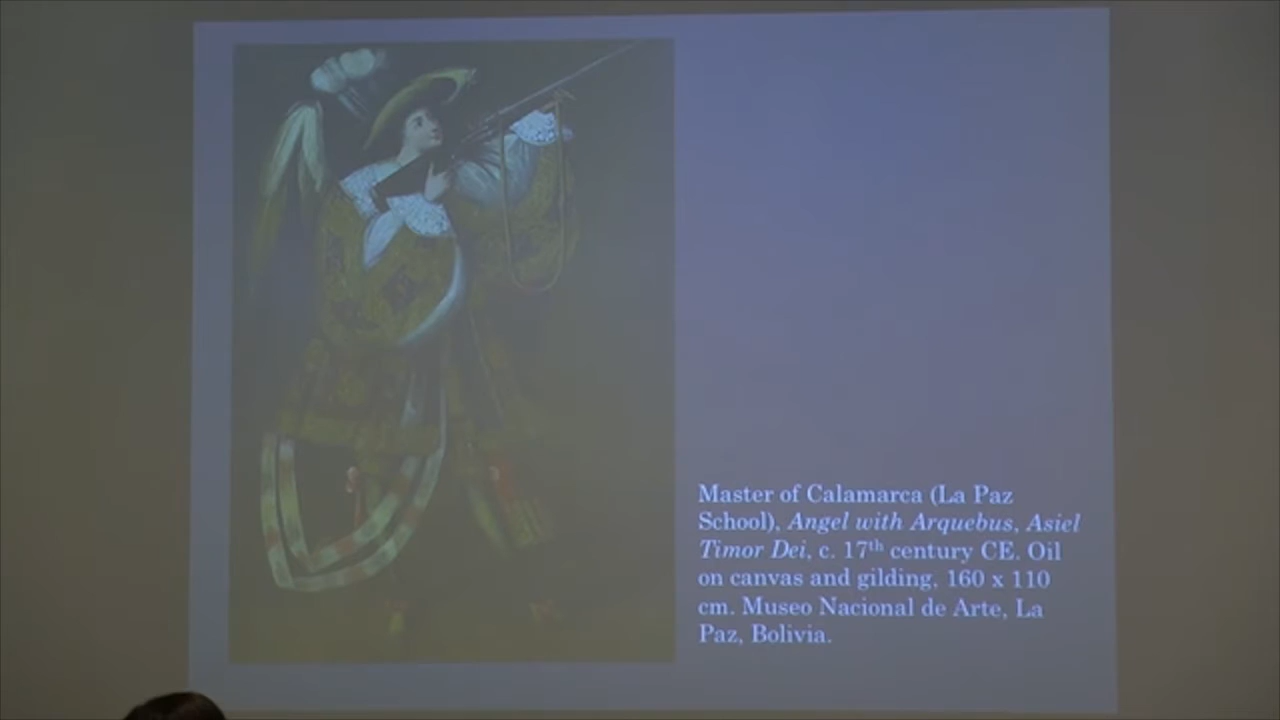 Master of Calamarca (La Paz
School), Angel with Arquebus, Asiel
Timor Dei, c. 17th century CE. Oil
on canvas and gilding, 160 x 110
cm. Museo Nacional de Arte, La
Paz, Bolivia.